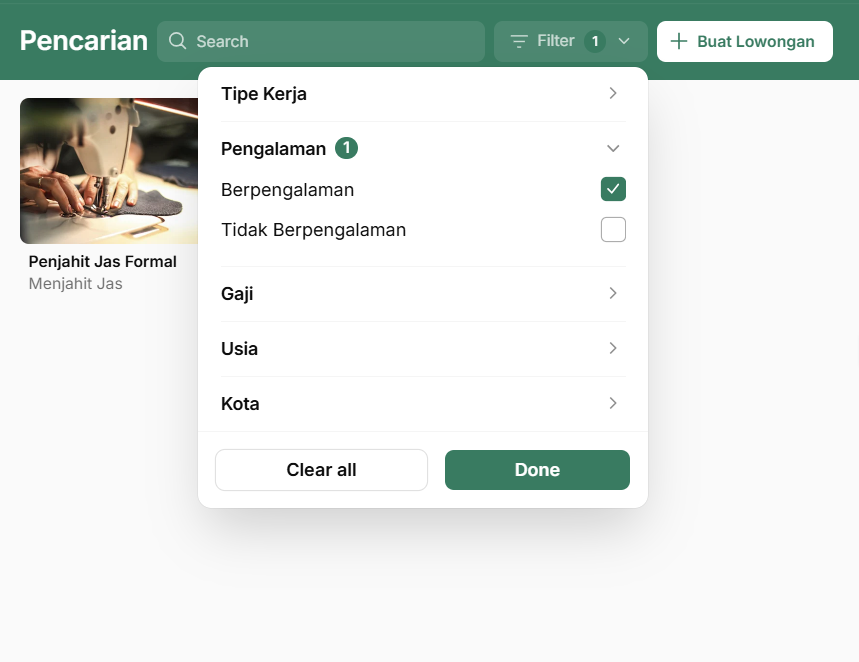 Pencarian
Search
Filter 1
Buat Lowongan
Tipe Kerja
Pengalaman 1
Berpengalaman
Tidak Berpengalaman
Gaji
Usia
Kota
Clear all
Done
Penjahit Jas Formal
Menjahit Jas